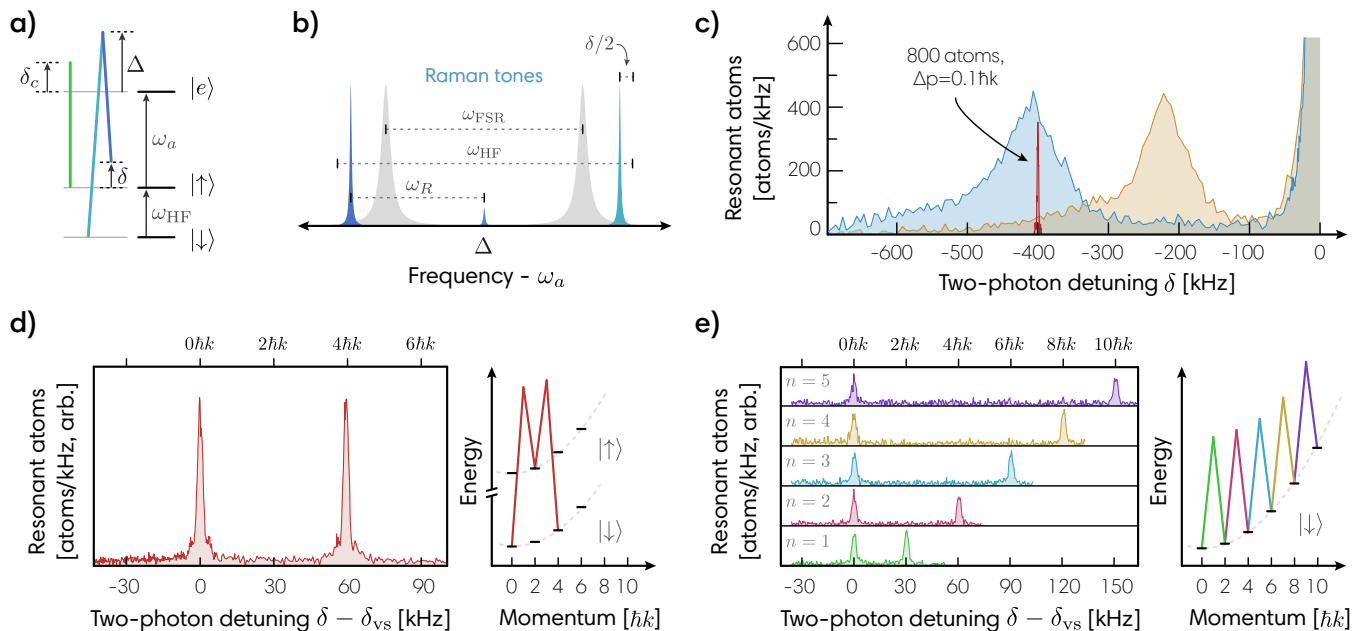 a)
δ_c
Δ
|e⟩
ω_a
δ
|↑⟩
ω_HF
|↓⟩
b)
δ/2
Raman tones
ω_FSR
ω_HF
ω_R
Δ
Frequency - ω_a
c)
Resonant atoms
[atoms/kHz]
600
400
200
0
800 atoms,
Δp=0.1ħk
-600
-500
-400
-300
-200
-100
0
Two-photon detuning δ [kHz]
d)
0ħk
2ħk
4ħk
6ħk
Resonant atoms
[atoms/kHz, arb.]
-30
0
30
60
90
Two-photon detuning δ − δ_vs [kHz]
Energy
|↑⟩
|↓⟩
0
2
4
6
8
10
Momentum [ħk]
e)
0ħk
2ħk
4ħk
6ħk
8ħk
10ħk
Resonant atoms
[atoms/kHz, arb.]
n = 5
n = 4
n = 3
n = 2
n = 1
-30
0
30
60
90
120
150
Two-photon detuning δ − δ_vs [kHz]
Energy
|↓⟩
0
2
4
6
8
10
Momentum [ħk]